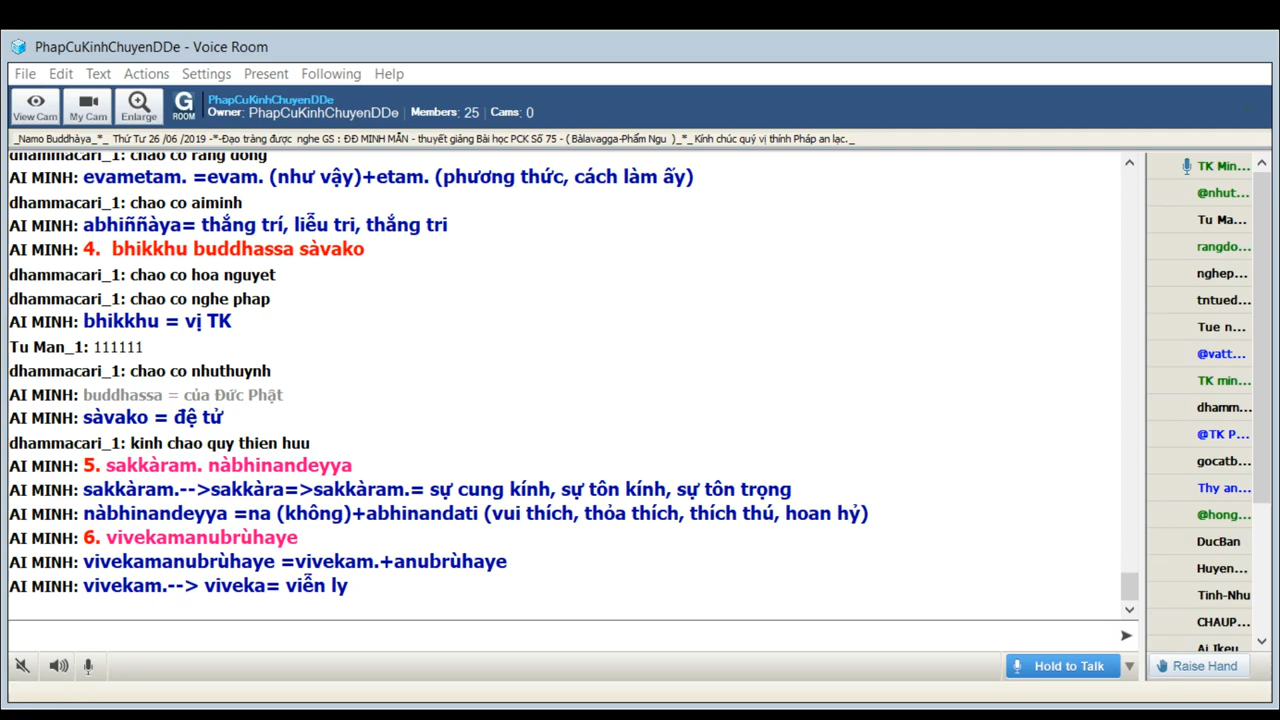 PhapCuKinhChuyenDDe - Voice Room
File Edit Text Actions Settings Present Following Help
View Cam My Cam Enlarge G ROOM
PhapCuKinhChuyenDDe
Owner: PhapCuKinhChuyenDDe Members: 25 Cams: 0
_Namo Buddhàya_*_ Thứ Tư 26 /06 /2019 -*-Đạo tràng được nghe GS : ĐĐ MINH MẪN - thuyết giảng Bài học PCK Số 75 - ( Bàlavagga-Phẩm Ngu )_*_Kính chúc quý vị thính Pháp an lạc._
dhammacari_1: chao co rang dong
AI MINH: evametam. =evam. (như vậy)+etam. (phương thức, cách làm ấy)
dhammacari_1: chao co aiminh
AI MINH: abhiññàya= thắng trí, liễu tri, thắng tri
AI MINH: 4. bhikkhu buddhassa sàvako
dhammacari_1: chao co hoa nguyet
dhammacari_1: chao co nghe phap
AI MINH: bhikkhu = vị TK
Tu Man_1: 111111
dhammacari_1: chao co nhuthuynh
AI MINH: buddhassa = của Đức Phật
AI MINH: sàvako = đệ tử
dhammacari_1: kinh chao quy thien huu
AI MINH: 5. sakkàram. nàbhinandeyya
AI MINH: sakkàram.-->sakkàra=>sakkàram.= sự cung kính, sự tôn kính, sự tôn trọng
AI MINH: nàbhinandeyya =na (không)+abhinandati (vui thích, thỏa thích, thích thú, hoan hỷ)
AI MINH: 6. vivekamanubrùhaye
AI MINH: vivekamanubrùhaye =vivekam.+anubrùhaye
AI MINH: vivekam.--> viveka= viễn ly
TK Min...
@nhut...
Tu Ma...
rangdo...
nghep...
tntued...
Tue n...
@vatt...
TK min...
dhamm...
@TK P...
gocatb...
Thy an...
@hong...
DucBan
Huyen...
Tinh-Nhu
CHAUP...
Ai Ikeu
Hold to Talk
Raise Hand